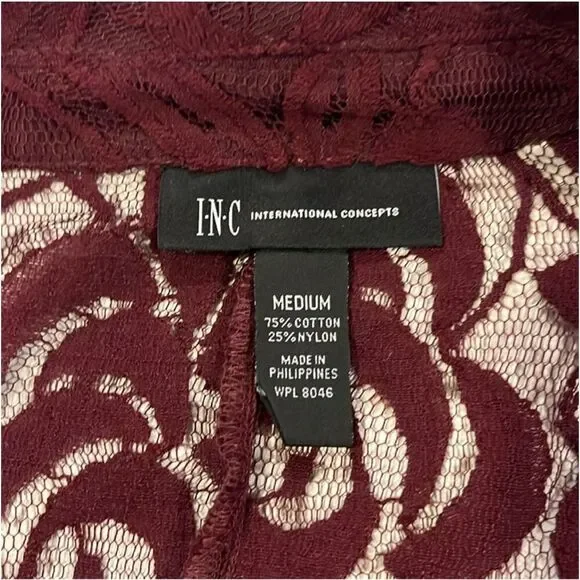 I·N·C INTERNATIONAL CONCEPTS
MEDIUM
75% COTTON
25% NYLON
MADE IN
PHILIPPINES
WPL 8046